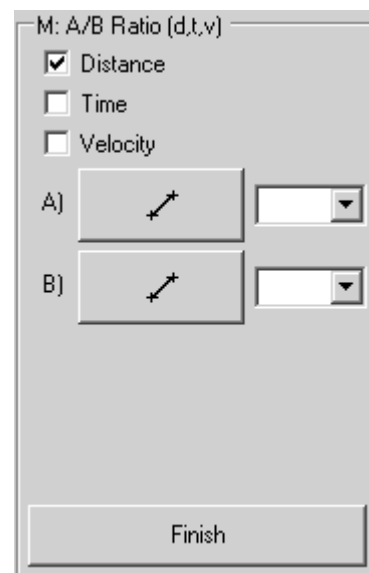 M: A/B Ratio (d,t,v)
Distance
Time
Velocity
A)
B)
Finish